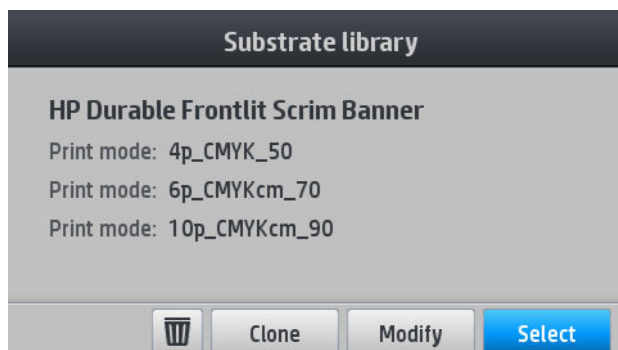 Substrate library
HP Durable Frontlit Scrim Banner
Print mode: 4p_CMYK_50
Print mode: 6p_CMYKcm_70
Print mode: 10p_CMYKcm_90
Clone Modify Select